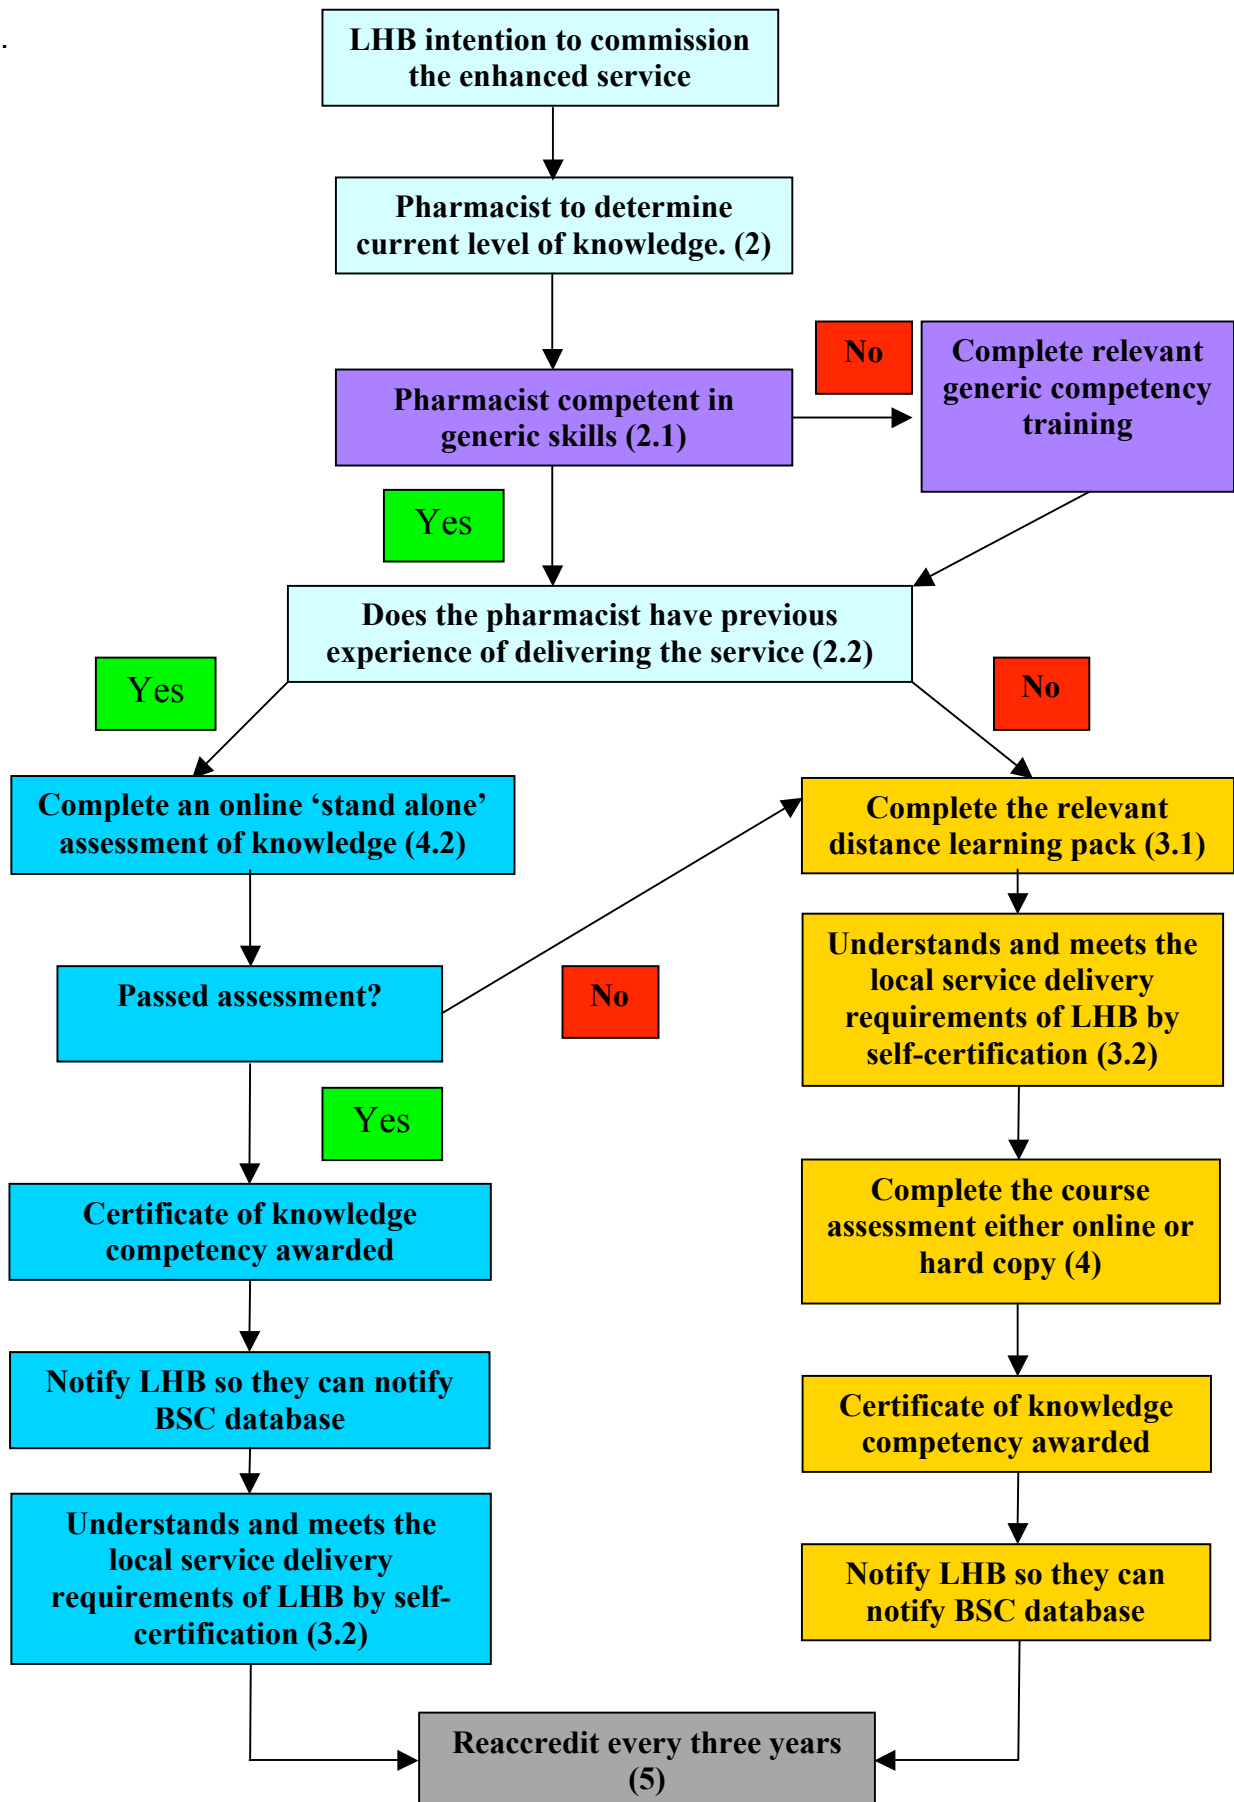 .
LHB intention to commission
the enhanced service
Pharmacist to determine
current level of knowledge. (2)
No
Complete relevant
generic competency
training
Pharmacist competent in
generic skills (2.1)
Yes
Does the pharmacist have previous
experience of delivering the service (2.2)
Yes
No
Complete an online ‘stand alone’
assessment of knowledge (4.2)
Complete the relevant
distance learning pack (3.1)
Passed assessment?
No
Understands and meets the
local service delivery
requirements of LHB by
self-certification (3.2)
Yes
Certificate of knowledge
competency awarded
Complete the course
assessment either online or
hard copy (4)
Notify LHB so they can notify
BSC database
Certificate of knowledge
competency awarded
Understands and meets the
local service delivery
requirements of LHB by self-
certification (3.2)
Notify LHB so they can
notify BSC database
Reaccredit every three years
(5)